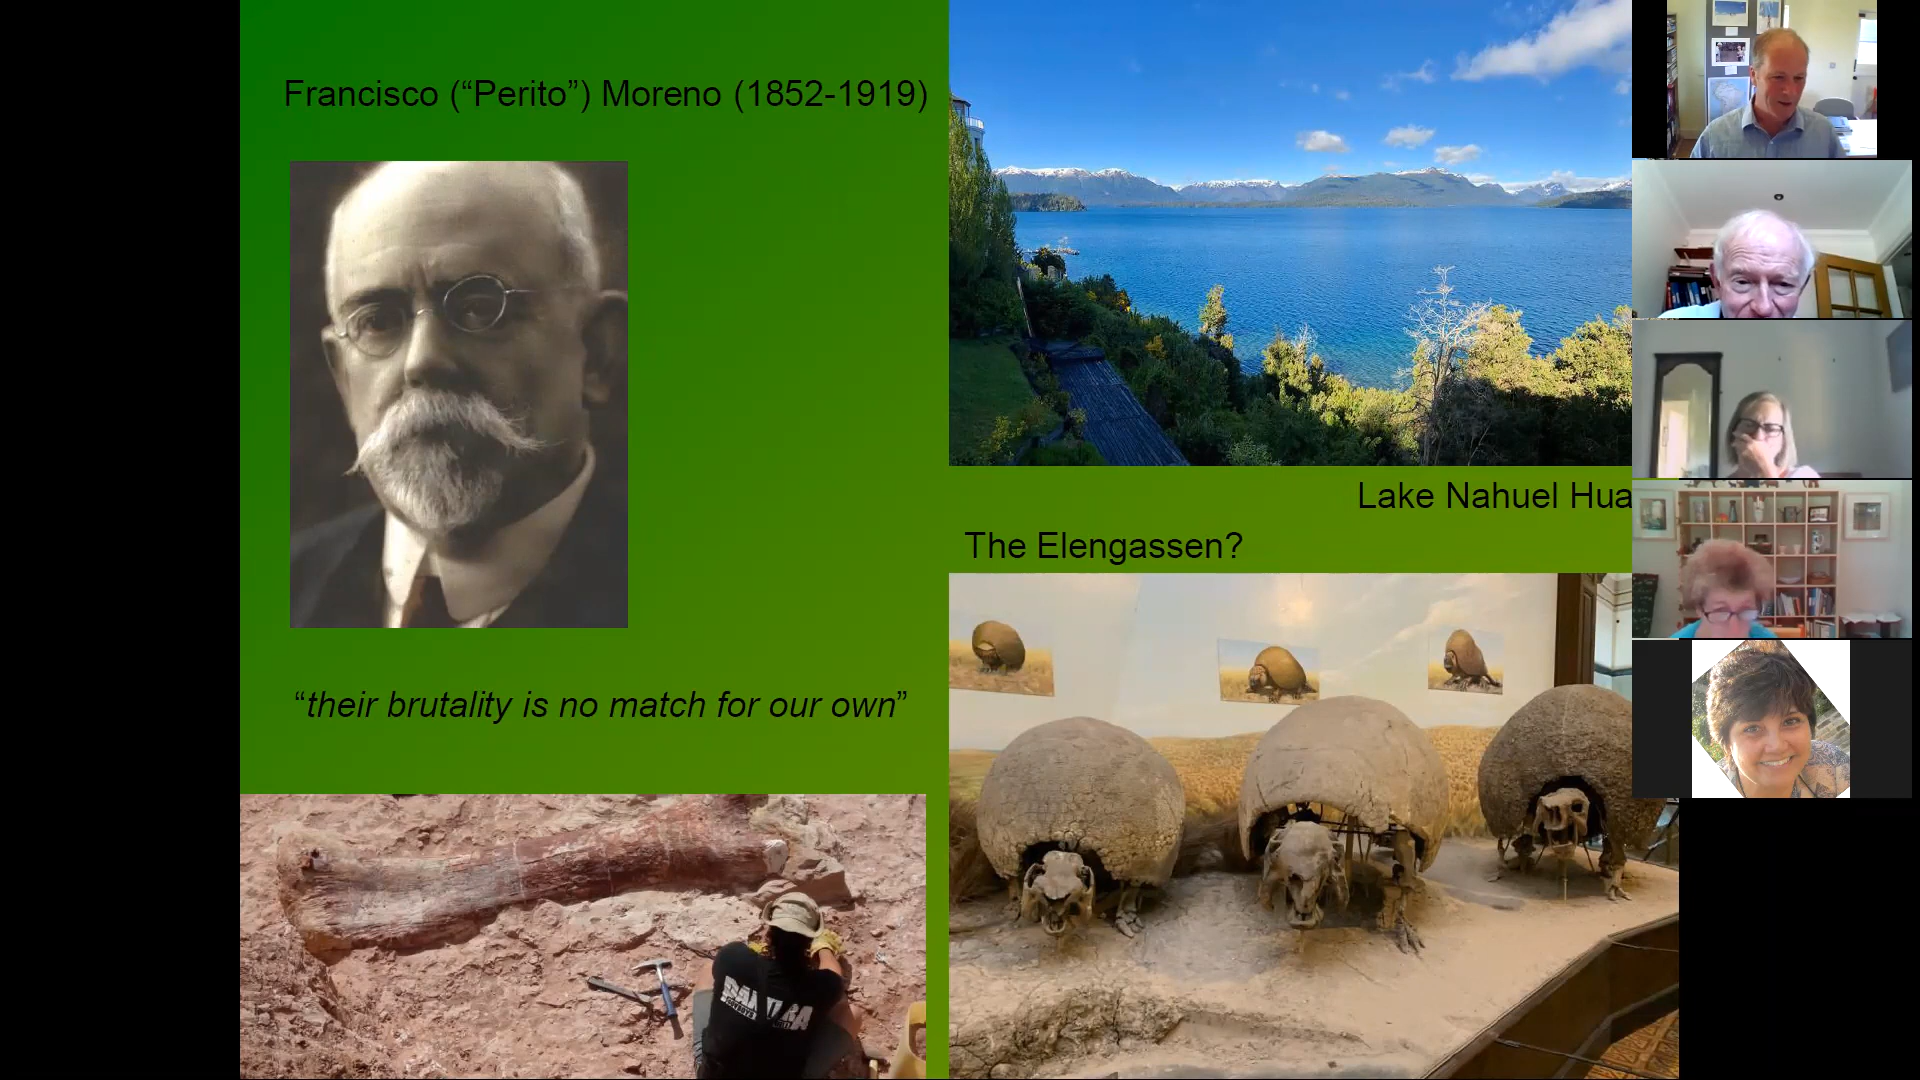 Francisco (“Perito”) Moreno (1852-1919)
Lake Nahuel Hua
The Elengassen?
“their brutality is no match for our own”